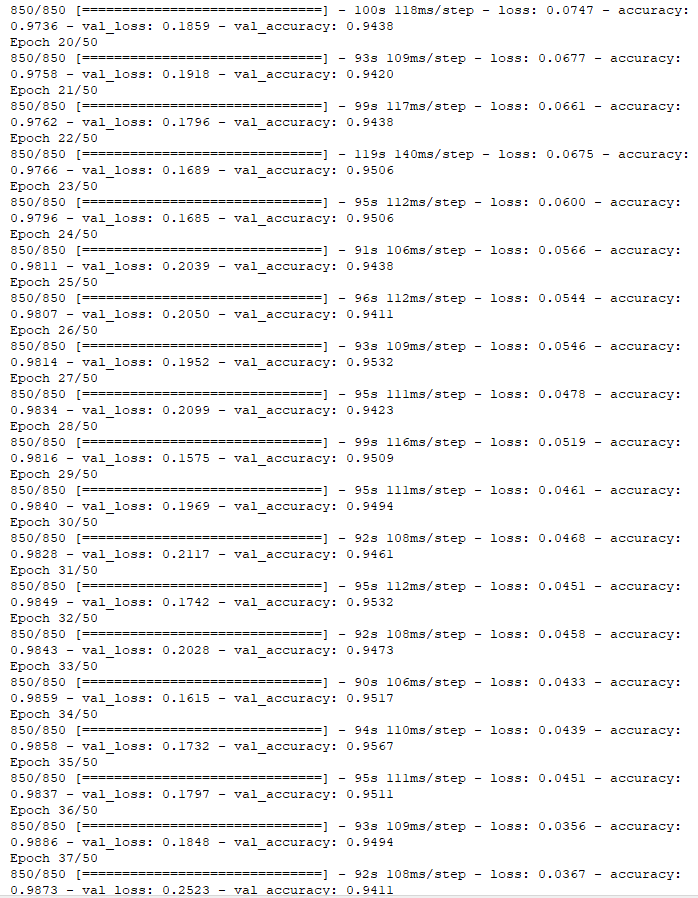 850/850 [==============================] - 100s 118ms/step - loss: 0.0747 - accuracy:
0.9736 - val_loss: 0.1859 - val_accuracy: 0.9438
Epoch 20/50
850/850 [==============================] - 93s 109ms/step - loss: 0.0677 - accuracy:
0.9758 - val_loss: 0.1918 - val_accuracy: 0.9420
Epoch 21/50
850/850 [==============================] - 99s 117ms/step - loss: 0.0661 - accuracy:
0.9762 - val_loss: 0.1796 - val_accuracy: 0.9438
Epoch 22/50
850/850 [==============================] - 119s 140ms/step - loss: 0.0675 - accuracy:
0.9766 - val_loss: 0.1689 - val_accuracy: 0.9506
Epoch 23/50
850/850 [==============================] - 95s 112ms/step - loss: 0.0600 - accuracy:
0.9796 - val_loss: 0.1685 - val_accuracy: 0.9506
Epoch 24/50
850/850 [==============================] - 91s 106ms/step - loss: 0.0566 - accuracy:
0.9811 - val_loss: 0.2039 - val_accuracy: 0.9438
Epoch 25/50
850/850 [==============================] - 96s 112ms/step - loss: 0.0544 - accuracy:
0.9807 - val_loss: 0.2050 - val_accuracy: 0.9411
Epoch 26/50
850/850 [==============================] - 93s 109ms/step - loss: 0.0546 - accuracy:
0.9814 - val_loss: 0.1952 - val_accuracy: 0.9532
Epoch 27/50
850/850 [==============================] - 95s 111ms/step - loss: 0.0478 - accuracy:
0.9834 - val_loss: 0.2099 - val_accuracy: 0.9423
Epoch 28/50
850/850 [==============================] - 99s 116ms/step - loss: 0.0519 - accuracy:
0.9816 - val_loss: 0.1575 - val_accuracy: 0.9509
Epoch 29/50
850/850 [==============================] - 95s 111ms/step - loss: 0.0461 - accuracy:
0.9840 - val_loss: 0.1969 - val_accuracy: 0.9494
Epoch 30/50
850/850 [==============================] - 92s 108ms/step - loss: 0.0468 - accuracy:
0.9828 - val_loss: 0.2117 - val_accuracy: 0.9461
Epoch 31/50
850/850 [==============================] - 95s 112ms/step - loss: 0.0451 - accuracy:
0.9849 - val_loss: 0.1742 - val_accuracy: 0.9532
Epoch 32/50
850/850 [==============================] - 92s 108ms/step - loss: 0.0458 - accuracy:
0.9843 - val_loss: 0.2028 - val_accuracy: 0.9473
Epoch 33/50
850/850 [==============================] - 90s 106ms/step - loss: 0.0433 - accuracy:
0.9859 - val_loss: 0.1615 - val_accuracy: 0.9517
Epoch 34/50
850/850 [==============================] - 94s 110ms/step - loss: 0.0439 - accuracy:
0.9858 - val_loss: 0.1732 - val_accuracy: 0.9567
Epoch 35/50
850/850 [==============================] - 95s 111ms/step - loss: 0.0451 - accuracy:
0.9837 - val_loss: 0.1797 - val_accuracy: 0.9511
Epoch 36/50
850/850 [==============================] - 93s 109ms/step - loss: 0.0356 - accuracy:
0.9886 - val_loss: 0.1848 - val_accuracy: 0.9494
Epoch 37/50
850/850 [==============================] - 92s 108ms/step - loss: 0.0367 - accuracy:
0.9873 - val_loss: 0.2523 - val_accuracy: 0.9411